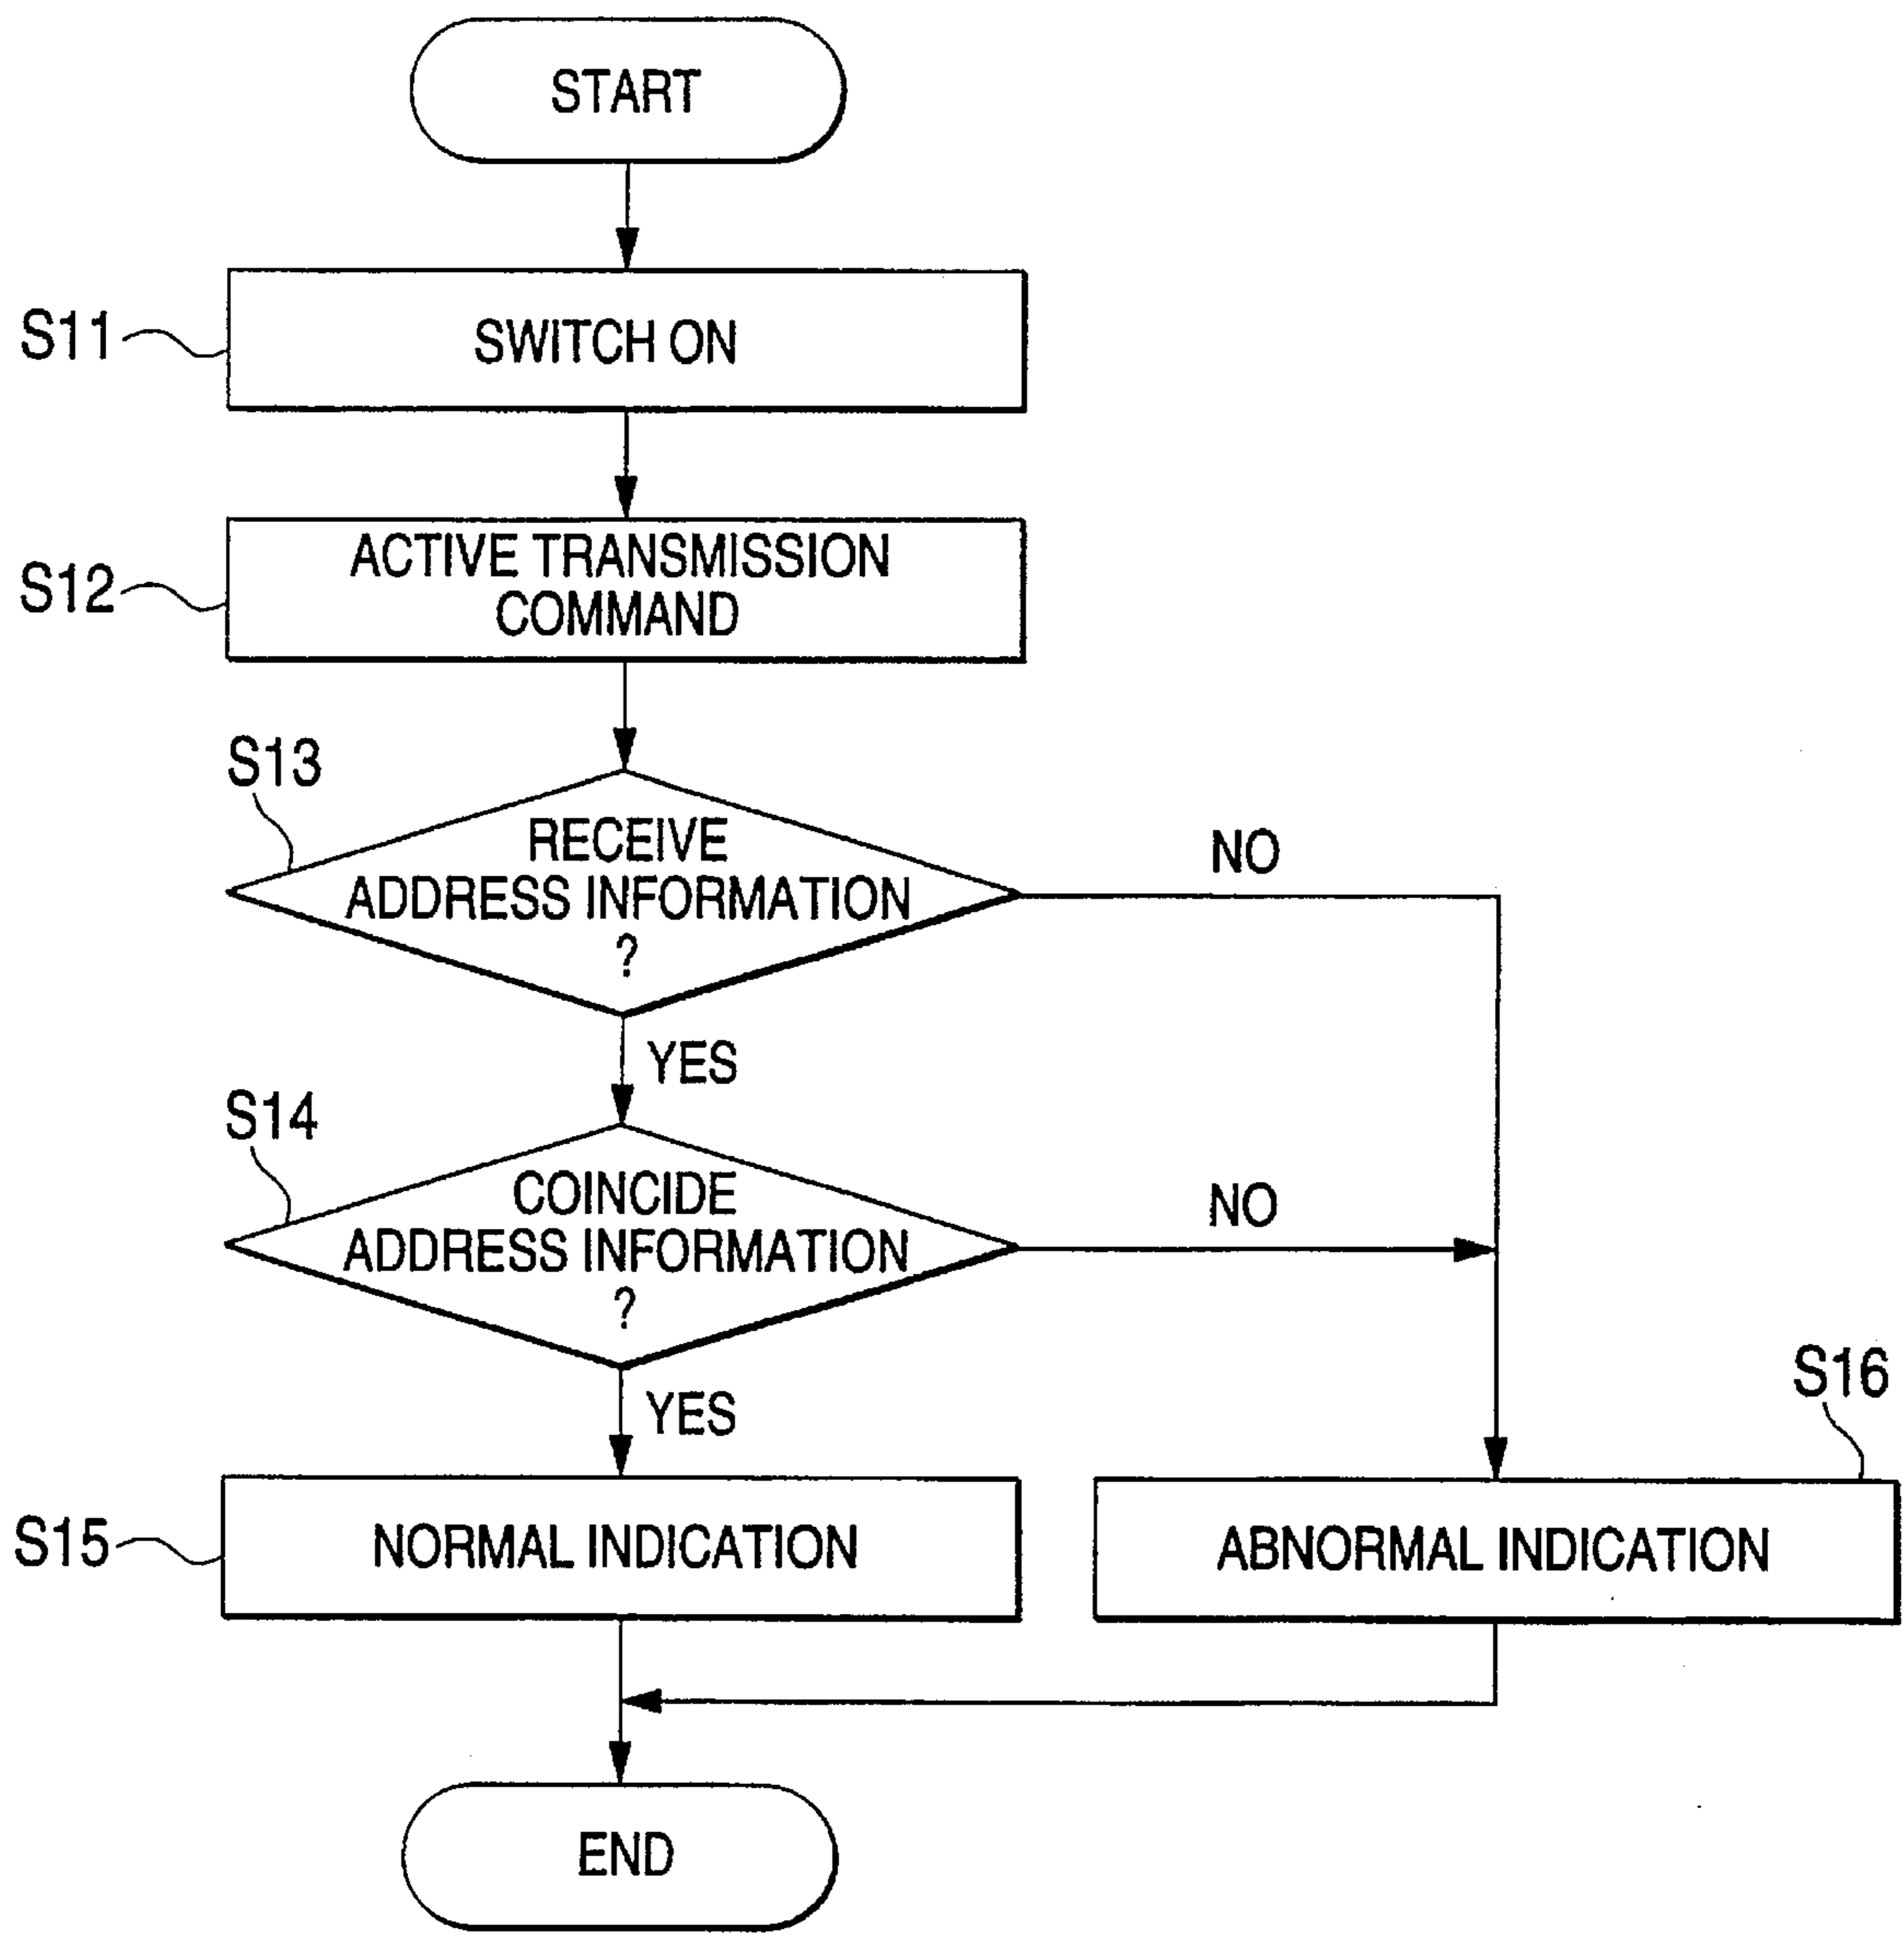 START
S11
SWITCH ON
S12
ACTIVE TRANSMISSION
COMMAND
S13
RECEIVE
ADDRESS INFORMATION
?
NO
YES
S14
COINCIDE
ADDRESS INFORMATION
?
NO
YES
S15
NORMAL INDICATION
S16
ABNORMAL INDICATION
END